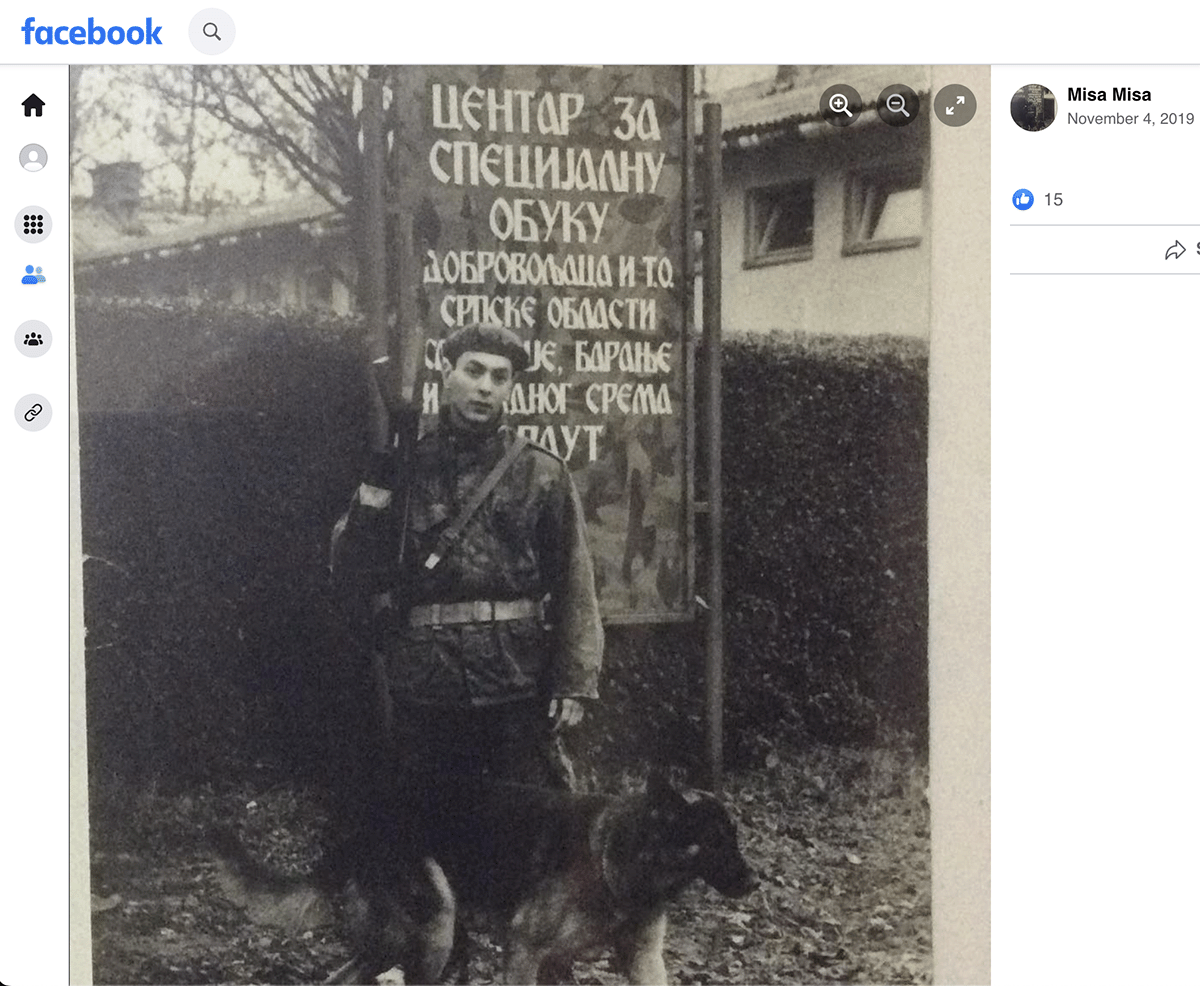 facebook
ЦЕНТАР ЗА
СПЕЦИЈАЛНУ
ОБУКУ
ДОБРОВОЉАЦА И Т.О.
СРПСКЕ ОБЛАСТИ
БАРАЊЕ
И СРЕМА
Misa Misa
November 4, 2019
15